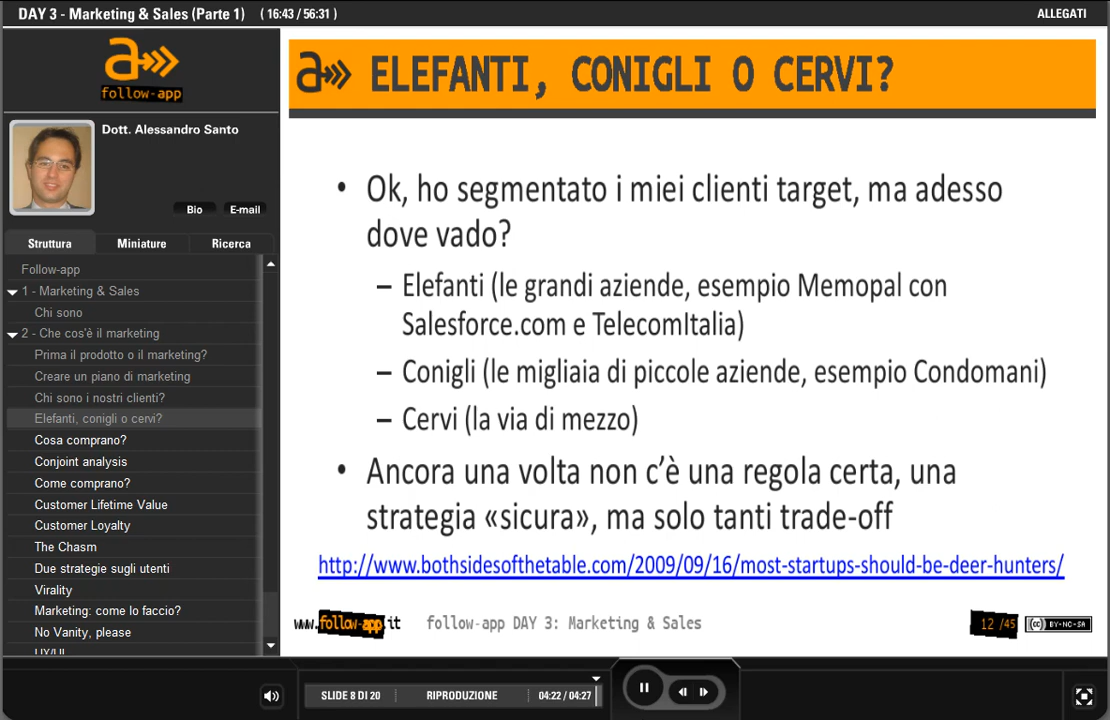 DAY 3 - Marketing & Sales (Parte 1) ( 16:43 / 56:31 )
ALLEGATI
a
follow-app
Dott. Alessandro Santo
Bio
E-mail
Struttura
Miniature
Ricerca
Follow-app
1 - Marketing & Sales
Chi sono
2 - Che cos'è il marketing
Prima il prodotto o il marketing?
Creare un piano di marketing
Chi sono i nostri clienti?
Elefanti, conigli o cervi?
Cosa comprano?
Conjoint analysis
Come comprano?
Customer Lifetime Value
Customer Loyalty
The Chasm
Due strategie sugli utenti
Virality
Marketing: come lo faccio?
No Vanity, please
UX/UI
a ELEFANTI, CONIGLI O CERVI?
• Ok, ho segmentato i miei clienti target, ma adesso
dove vado?
– Elefanti (le grandi aziende, esempio Memopal con
Salesforce.com e TelecomItalia)
– Conigli (le migliaia di piccole aziende, esempio Condomani)
– Cervi (la via di mezzo)
• Ancora una volta non c’è una regola certa, una
strategia «sicura», ma solo tanti trade-off
http://www.bothsidesofthetable.com/2009/09/16/most-startups-should-be-deer-hunters/
www.follow-app.it
follow-app DAY 3: Marketing & Sales
12 /45
(cc) BY-NC-SA
SLIDE 8 DI 20
RIPRODUZIONE
04:22 / 04:27